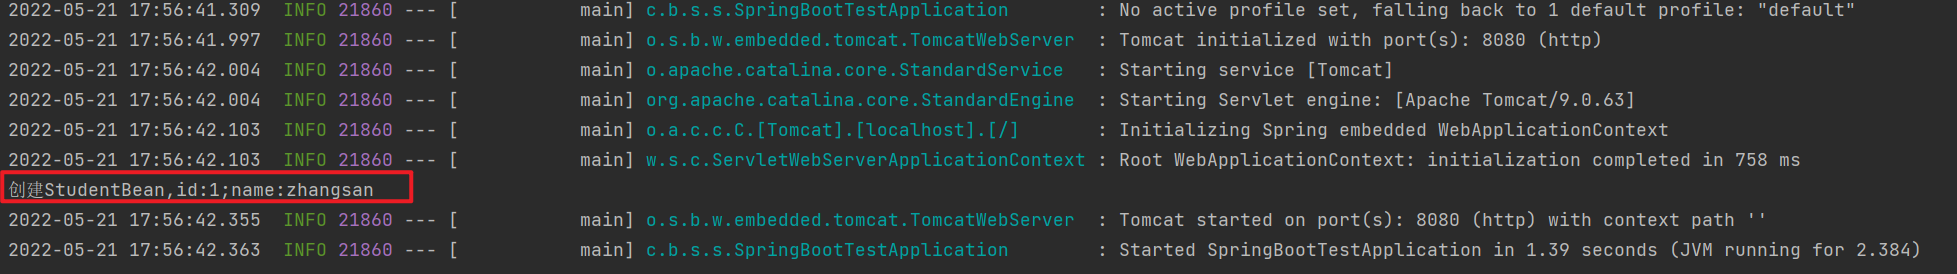 2022-05-21 17:56:41.309  INFO 21860 --- [           main] c.b.s.s.SpringBootTestApplication        : No active profile set, falling back to 1 default profile: "default"
2022-05-21 17:56:41.997  INFO 21860 --- [           main] o.s.b.w.embedded.tomcat.TomcatWebServer  : Tomcat initialized with port(s): 8080 (http)
2022-05-21 17:56:42.004  INFO 21860 --- [           main] o.apache.catalina.core.StandardService   : Starting service [Tomcat]
2022-05-21 17:56:42.004  INFO 21860 --- [           main] org.apache.catalina.core.StandardEngine  : Starting Servlet engine: [Apache Tomcat/9.0.63]
2022-05-21 17:56:42.103  INFO 21860 --- [           main] o.a.c.c.C.[Tomcat].[localhost].[/]       : Initializing Spring embedded WebApplicationContext
2022-05-21 17:56:42.103  INFO 21860 --- [           main] w.s.c.ServletWebServerApplicationContext : Root WebApplicationContext: initialization completed in 758 ms
创建StudentBean,id:1;name:zhangsan
2022-05-21 17:56:42.355  INFO 21860 --- [           main] o.s.b.w.embedded.tomcat.TomcatWebServer  : Tomcat started on port(s): 8080 (http) with context path ''
2022-05-21 17:56:42.363  INFO 21860 --- [           main] c.b.s.s.SpringBootTestApplication        : Started SpringBootTestApplication in 1.39 seconds (JVM running for 2.384)